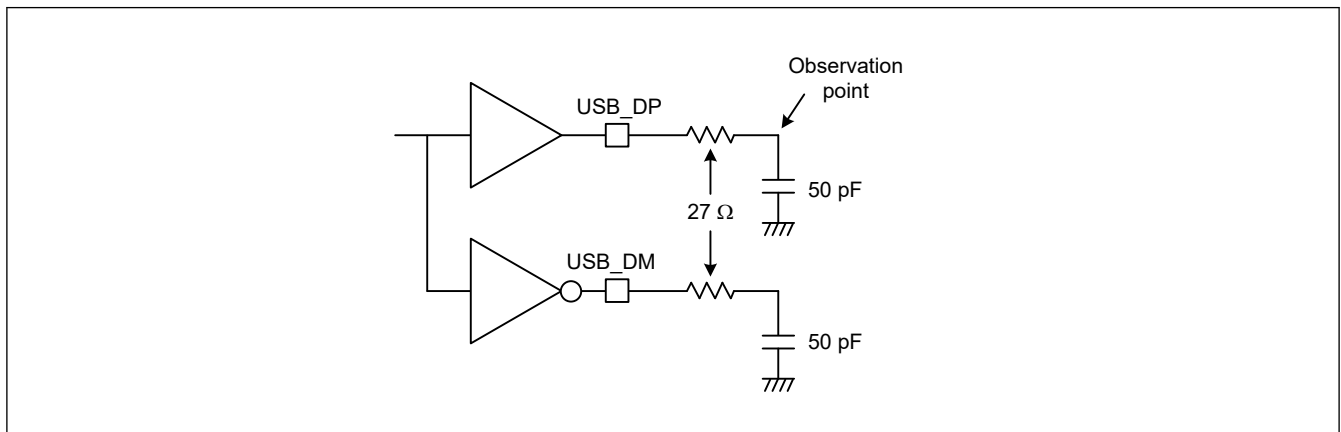 Observation
point
USB_DP
50 pF
27 Ω
USB_DM
50 pF